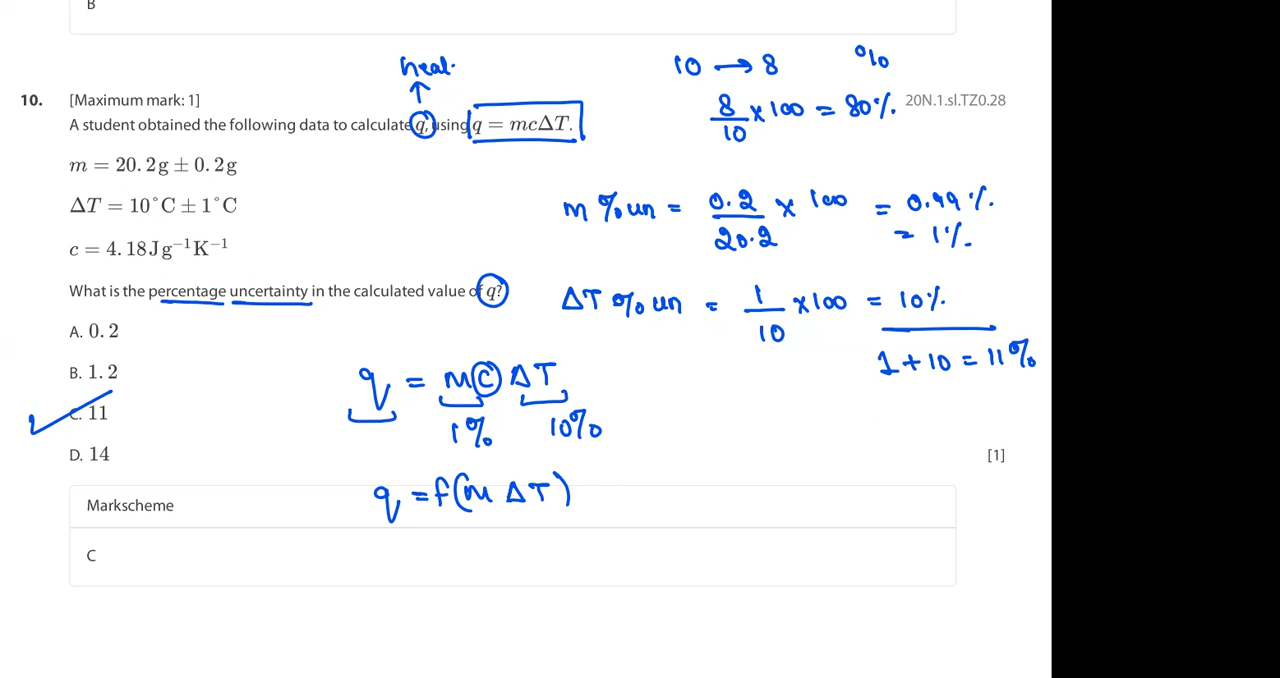 B
heat.
10 → 8 %
10. [Maximum mark: 1] 8/10 × 100 = 80%. 20N.1.sl.TZ0.28
A student obtained the following data to calculate q, using q = mcΔT.
m = 20.2g ± 0.2g
ΔT = 10°C ± 1°C
c = 4.18Jg⁻¹K⁻¹
m % un = 0.2/20.2 × 100 = 0.99%.
= 1%.
What is the percentage uncertainty in the calculated value of q?
ΔT % un = 1/10 × 100 = 10%.
1 + 10 = 11%
A. 0.2
B. 1.2
C. 11
D. 14
q = m c ΔT
1% 10%
[1]
q = f(m ΔT)
Markscheme
C